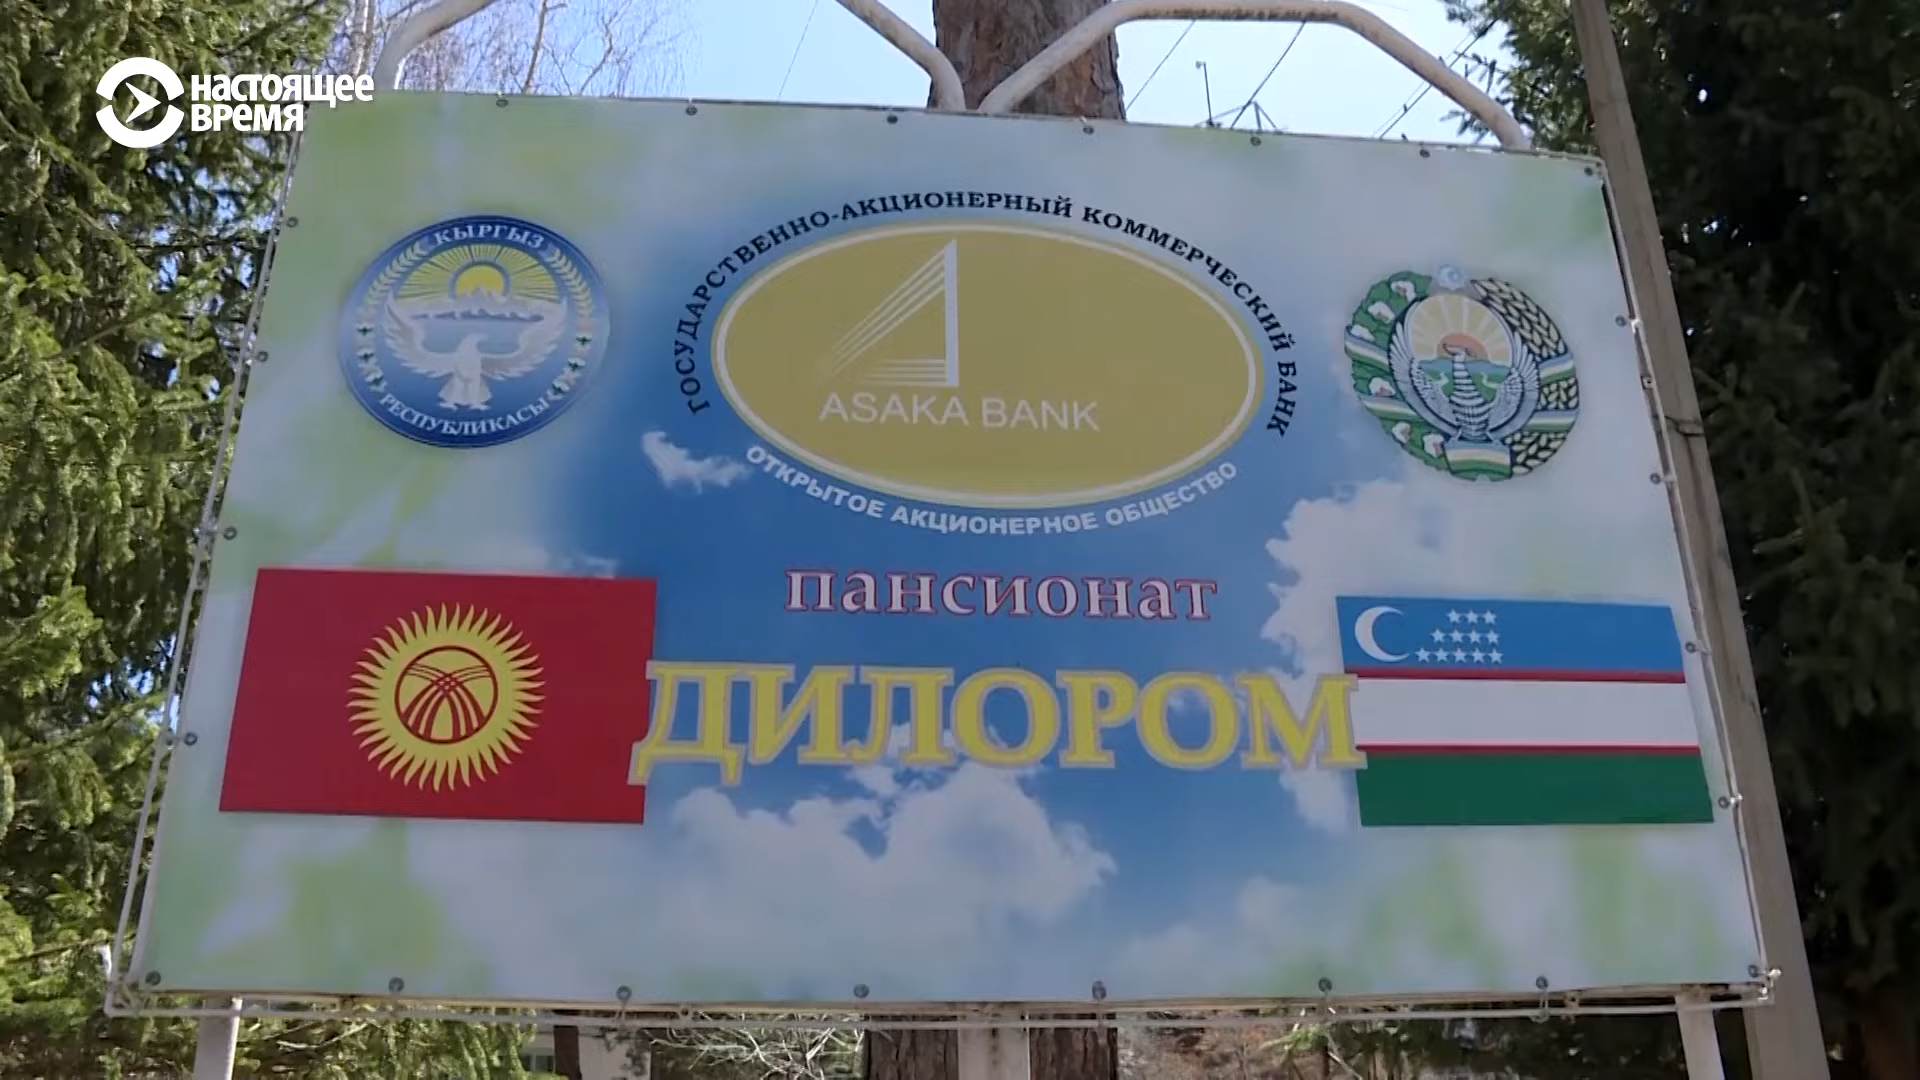 настоящее
время
ГОСУДАРСТВЕННО-АКЦИОНЕРНЫЙ КОММЕРЧЕСКИЙ БАНК
КЫРГЫЗ
РЕСПУБЛИКАСЫ
ASAKA BANK
ОТКРЫТОЕ АКЦИОНЕРНОЕ ОБЩЕСТВО
пансионат
ДИЛОРОМ